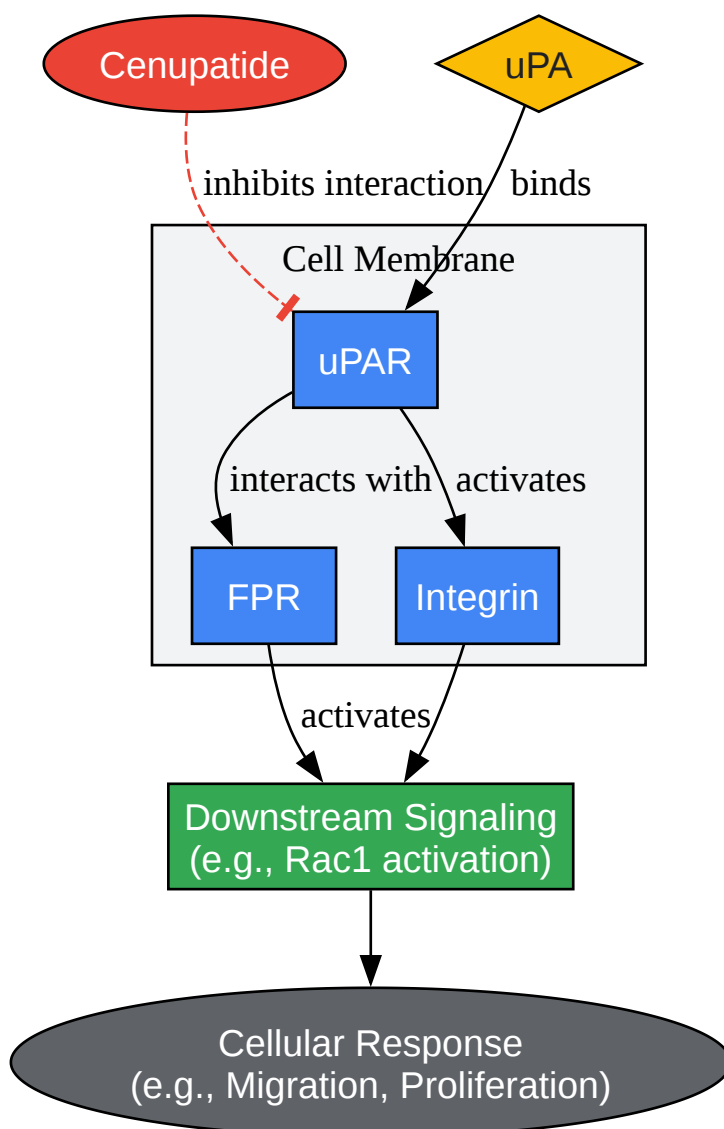 Cenupatide
uPA
inhibits interaction
binds
Cell Membrane
uPAR
interacts with
activates
FPR
Integrin
activates
Downstream Signaling
(e.g., Rac1 activation)
Cellular Response
(e.g., Migration, Proliferation)